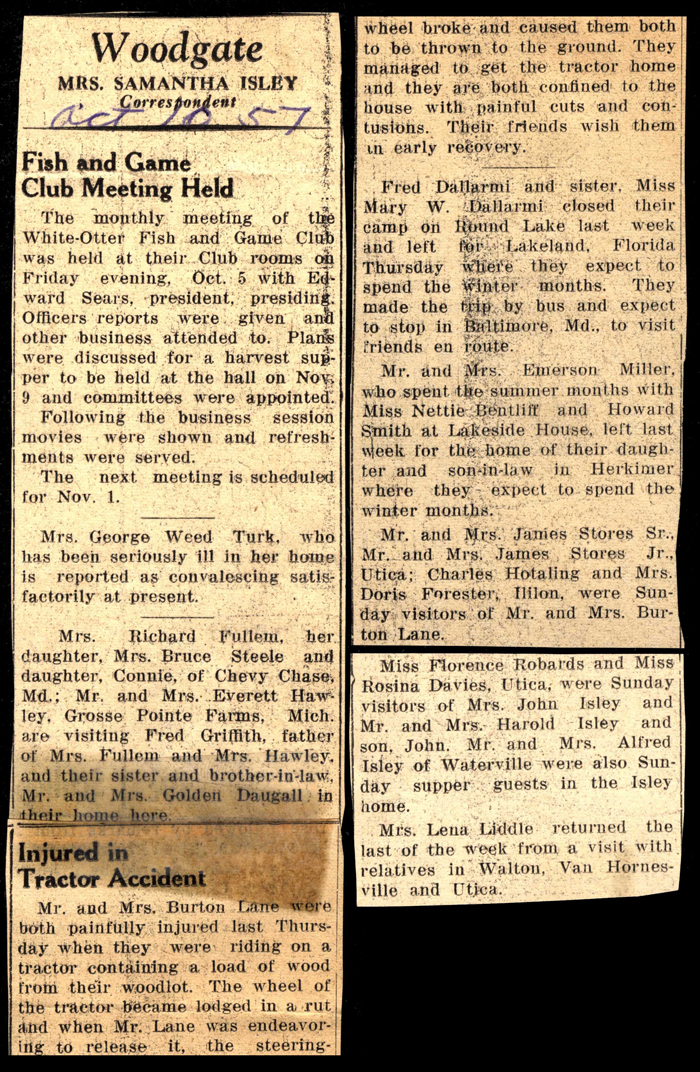 Woodgate
MRS. SAMANTHA ISLEY
Correspondent
Oct 10 57
Fish and Game
Club Meeting Held
The monthly meeting of the
White-Otter Fish and Game Club
was held at their Club rooms on
Friday evening, Oct. 5 with Ed-
ward Sears, president, presiding.
Officers reports were given and
other business attended to. Plans
were discussed for a harvest sup-
per to be held at the hall on Nov.
9 and committees were appointed.
Following the business session
movies were shown and refresh-
ments were served.
The next meeting is scheduled
for Nov. 1.
Mrs. George Weed Turk, who
has been seriously ill in her home
is reported as convalescing satis-
factorily at present.
Mrs. Richard Fullem, her
daughter, Mrs. Bruce Steele and
daughter, Connie, of Chevy Chase,
Md.; Mr. and Mrs. Everett Haw-
ley, Grosse Pointe Farms, Mich.
are visiting Fred Griffith, father
of Mrs. Fullem and Mrs. Hawley,
and their sister and brother-in-law,
Mr. and Mrs. Golden Daugall in
their home here.
Injured in
Tractor Accident
Mr. and Mrs. Burton Lane were
both painfully injured last Thurs-
day when they were riding on a
tractor containing a load of wood
from their woodlot. The wheel of
the tractor became lodged in a rut
and when Mr. Lane was endeavor-
ing to release it, the steering-
wheel broke and caused them both
to be thrown to the ground. They
managed to get the tractor home
and they are both confined to the
house with painful cuts and con-
tusions. Their friends wish them
an early recovery.
Fred Dallarmi and sister, Miss
Mary W. Dallarmi closed their
camp on Round Lake last week
and left for Lakeland, Florida
Thursday where they expect to
spend the winter months. They
made the trip by bus and expect
to stop in Baltimore, Md., to visit
friends en route.
Mr. and Mrs. Emerson Miller,
who spent the summer months with
Miss Nettie Bentliff and Howard
Smith at Lakeside House, left last
week for the home of their daugh-
ter and son-in-law in Herkimer
where they expect to spend the
winter months.
Mr. and Mrs. James Stores Sr.,
Mr. and Mrs. James Stores Jr.,
Utica; Charles Hotaling and Mrs.
Doris Forester, Ililon, were Sun-
day visitors of Mr. and Mrs. Bur-
ton Lane.
Miss Florence Robards and Miss
Rosina Davies, Utica, were Sunday
visitors of Mrs. John Isley and
Mr. and Mrs. Harold Isley and
son, John. Mr. and Mrs. Alfred
Isley of Waterville were also Sun-
day supper guests in the Isley
home.
Mrs. Lena Liddle returned the
last of the week from a visit with
relatives in Walton, Van Hornes-
ville and Utica.